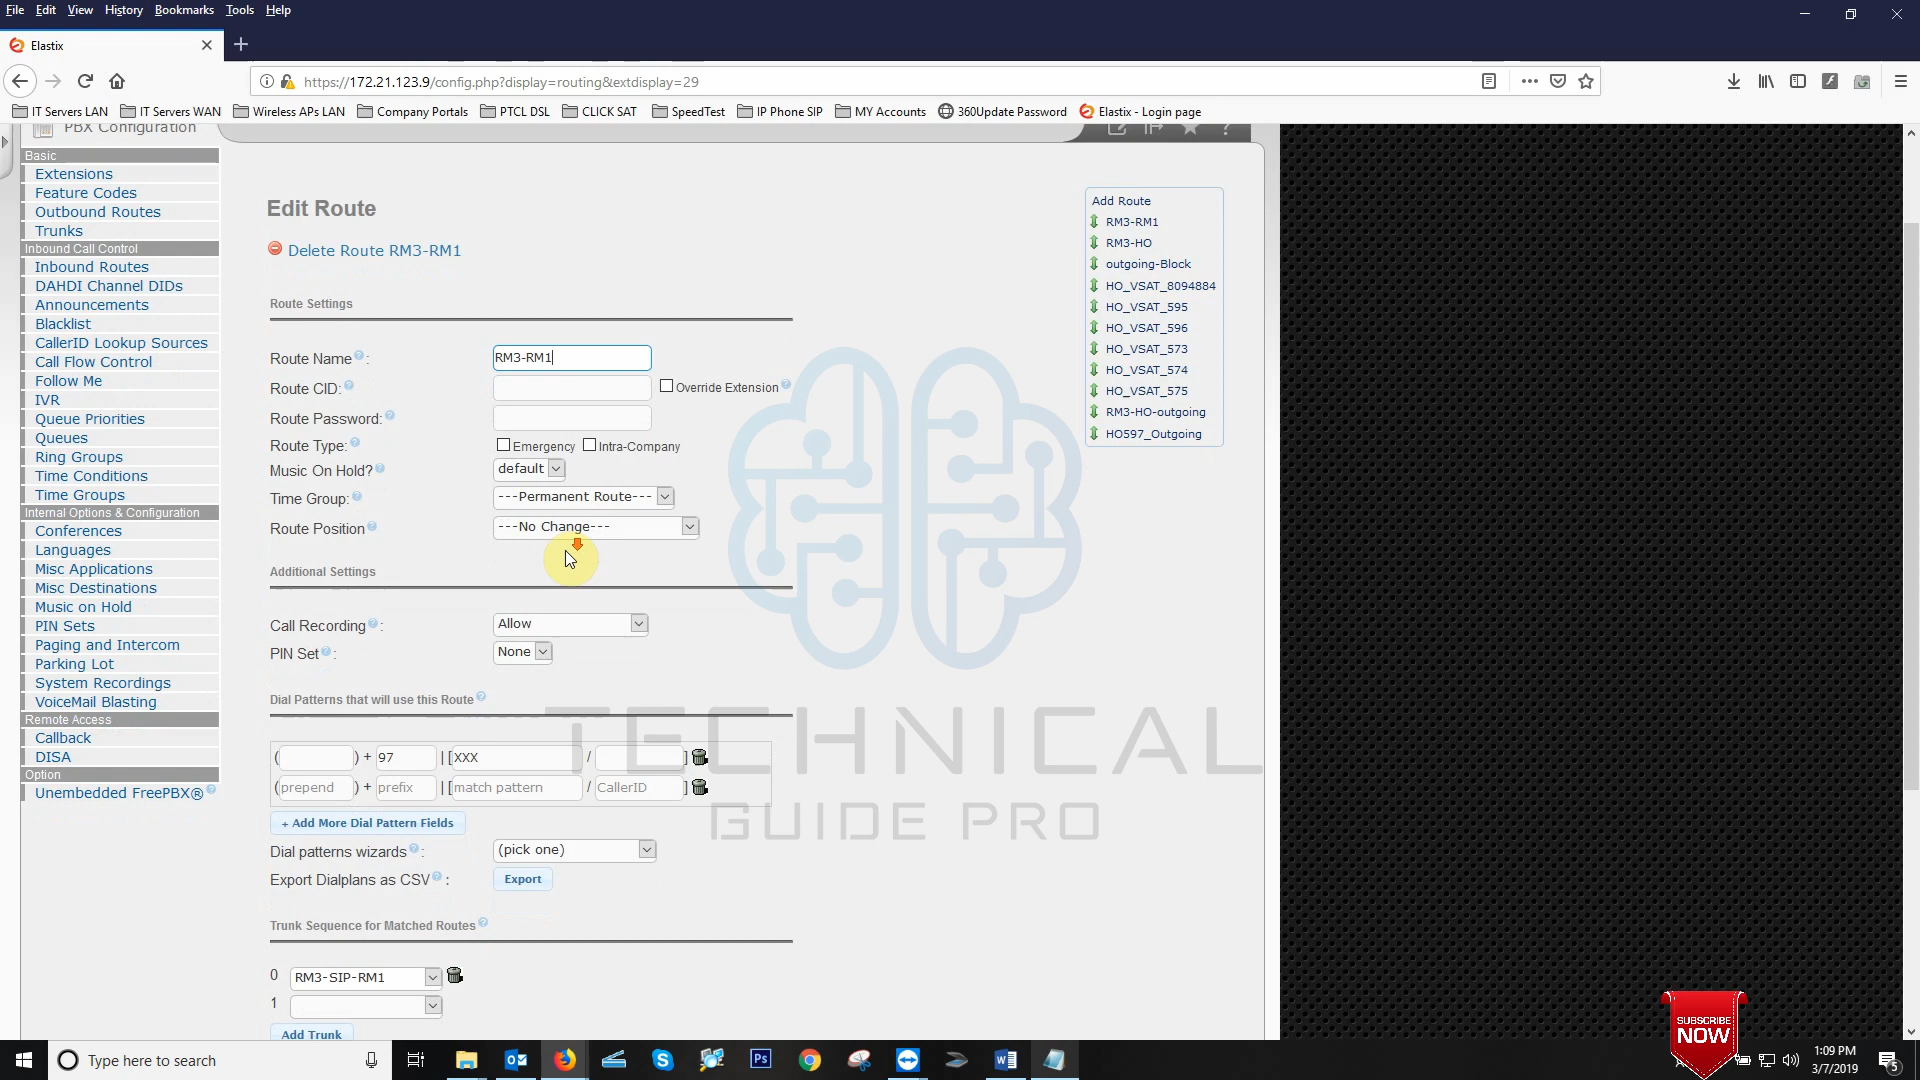 File Edit View History Bookmarks Tools Help
Elastix
https://172.21.123.9/config.php?display=routing&extdisplay=29
IT Servers LAN IT Servers WAN Wireless APs LAN Company Portals PTCL DSL CLICK SAT SpeedTest IP Phone SIP MY Accounts 360Update Password Elastix - Login page
PBX Configuration
Basic
Extensions
Feature Codes
Outbound Routes
Trunks
Inbound Call Control
Inbound Routes
DAHDI Channel DIDs
Announcements
Blacklist
CallerID Lookup Sources
Call Flow Control
Follow Me
IVR
Queue Priorities
Queues
Ring Groups
Time Conditions
Time Groups
Internal Options & Configuration
Conferences
Languages
Misc Applications
Misc Destinations
Music on Hold
PIN Sets
Paging and Intercom
Parking Lot
System Recordings
VoiceMail Blasting
Remote Access
Callback
DISA
Option
Unembedded FreePBX®
Edit Route
Delete Route RM3-RM1
Route Settings
Route Name: RM3-RM1
Route CID: Override Extension
Route Password:
Route Type: Emergency Intra-Company
Music On Hold? default
Time Group: ---Permanent Route---
Route Position ---No Change---
Additional Settings
Call Recording: Allow
PIN Set: None
Dial Patterns that will use this Route
( ) + 97 | [XXX / ]
(prepend ) + prefix | [match pattern / CallerID ]
+ Add More Dial Pattern Fields
Dial patterns wizards: (pick one)
Export Dialplans as CSV: Export
Trunk Sequence for Matched Routes
0 RM3-SIP-RM1
1
Add Trunk
Add Route
RM3-RM1
RM3-HO
outgoing-Block
HO_VSAT_8094884
HO_VSAT_595
HO_VSAT_596
HO_VSAT_573
HO_VSAT_574
HO_VSAT_575
RM3-HO-outgoing
HO597_Outgoing
TECHNICAL
GUIDE PRO
SUBSCRIBE
NOW
Type here to search
1:09 PM
3/7/2019
5